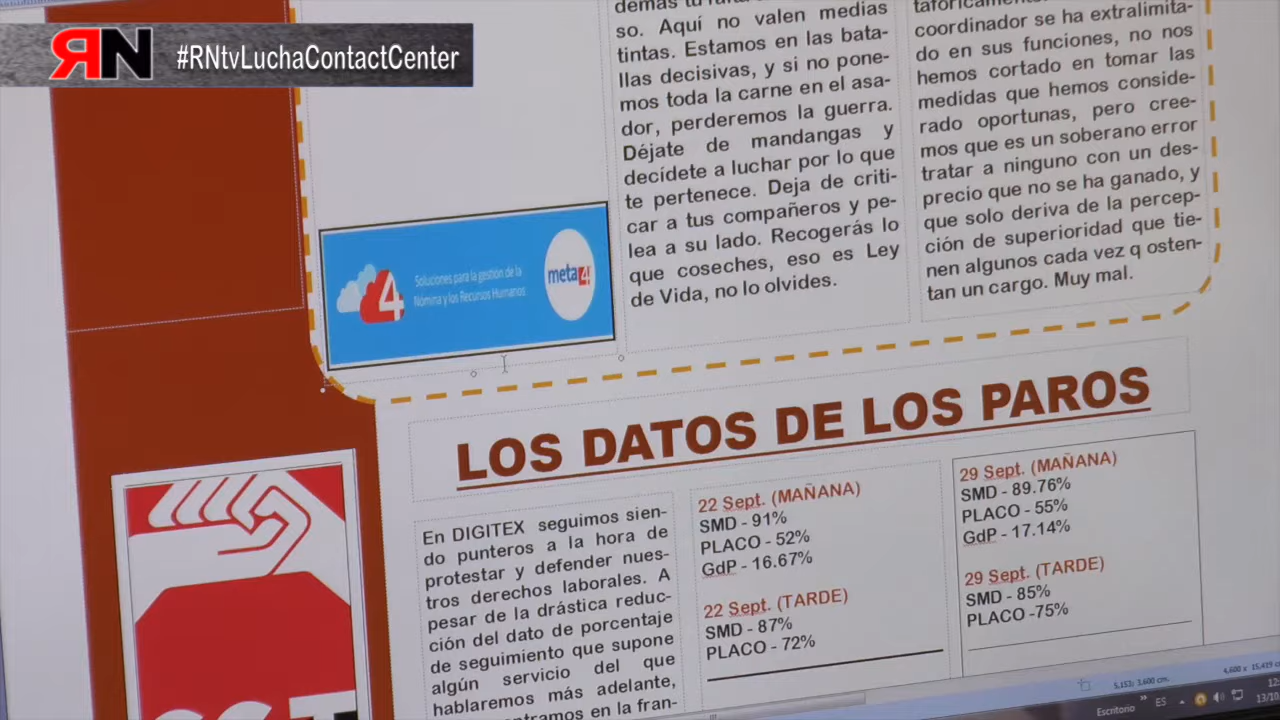 RN
#RNtvLuchaContactCenter
so. Aquí no valen medias
tintas. Estamos en las bata-
llas decisivas, y si no pone-
mos toda la carne en el asa-
dor, perderemos la guerra.
Déjate de mandangas y
decídete a luchar por lo que
te pertenece. Deja de criti-
car a tus compañeros y pe-
lea a su lado. Recogerás lo
que coseches, eso es Ley
de Vida, no lo olvides.
coordinador se ha extralimita-
do en sus funciones, no nos
hemos cortado en tomar las
medidas que hemos conside-
rado oportunas, pero cree-
mos que es un soberano error
tratar a ninguno con un des-
precio que no se ha ganado, y
que solo deriva de la percep-
ción de superioridad que tie-
nen algunos cada vez q osten-
tan un cargo. Muy mal.
4
Soluciones para la gestión de la
Nómina y los Recursos Humanos
meta4
LOS DATOS DE LOS PAROS
En DIGITEX seguimos sien-
do punteros a la hora de
protestar y defender nues-
tros derechos laborales. A
pesar de la drástica reduc-
ción del dato de porcentaje
de seguimiento que supone
algún servicio del que
hablaremos más adelante,
22 Sept. (MAÑANA)
SMD - 91%
PLACO - 52%
GdP - 16.67%
22 Sept. (TARDE)
SMD - 87%
PLACO - 72%
29 Sept. (MAÑANA)
SMD - 89.76%
PLACO - 55%
GdP - 17.14%
29 Sept. (TARDE)
SMD - 85%
PLACO -75%
Escritorio
ES